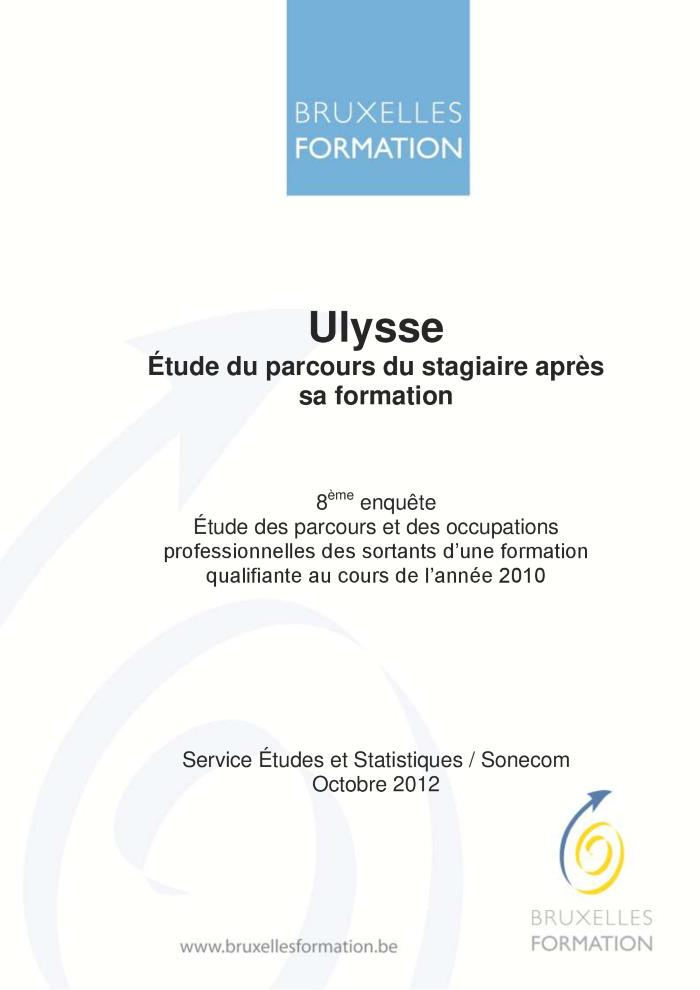 BRUXELLES
FORMATION
Ulysse
Étude du parcours du stagiaire après
sa formation
8ème enquête
Étude des parcours et des occupations
professionnelles des sortants d’une formation
qualifiante au cours de l’année 2010
Service Études et Statistiques / Sonecom
Octobre 2012
BRUXELLES
FORMATION
www.bruxellesformation.be